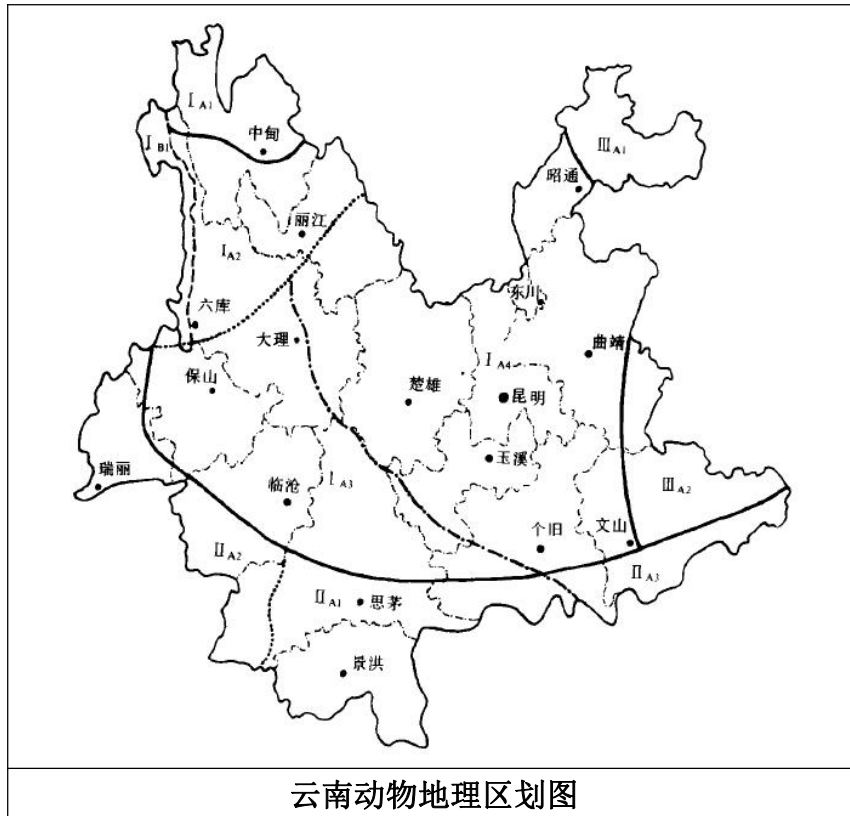 Ⅰ A1
中甸
Ⅰ B1
Ⅲ A1
昭通
丽江
Ⅰ A2
东川
六库
大理
曲靖
Ⅰ A4
保山
楚雄
昆明
瑞丽
玉溪
临沧
Ⅰ A3
Ⅲ A2
个旧
文山
Ⅱ A2
Ⅱ A3
Ⅱ A1
思茅
景洪
云南动物地理区划图